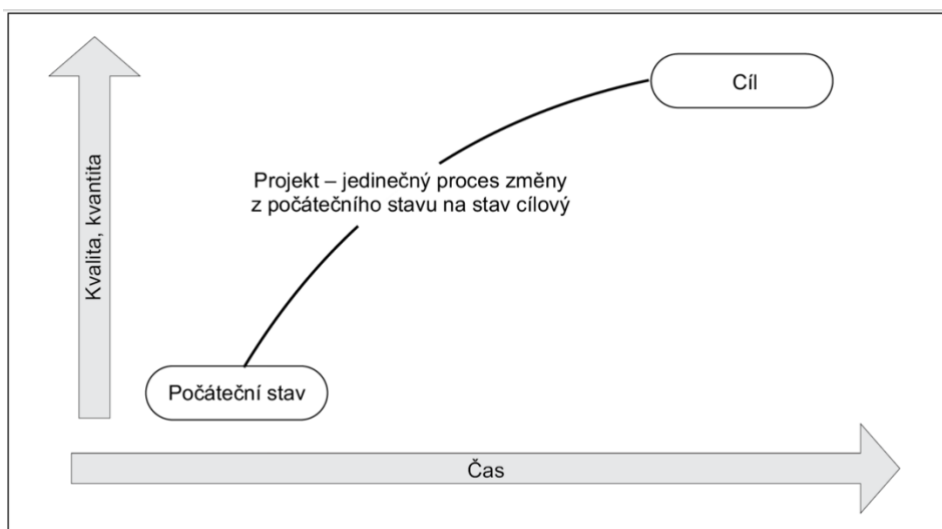 Cíl
Projekt – jedinečný proces změny
z počátečního stavu na stav cílový
Kvalita, kvantita
Počáteční stav
Čas